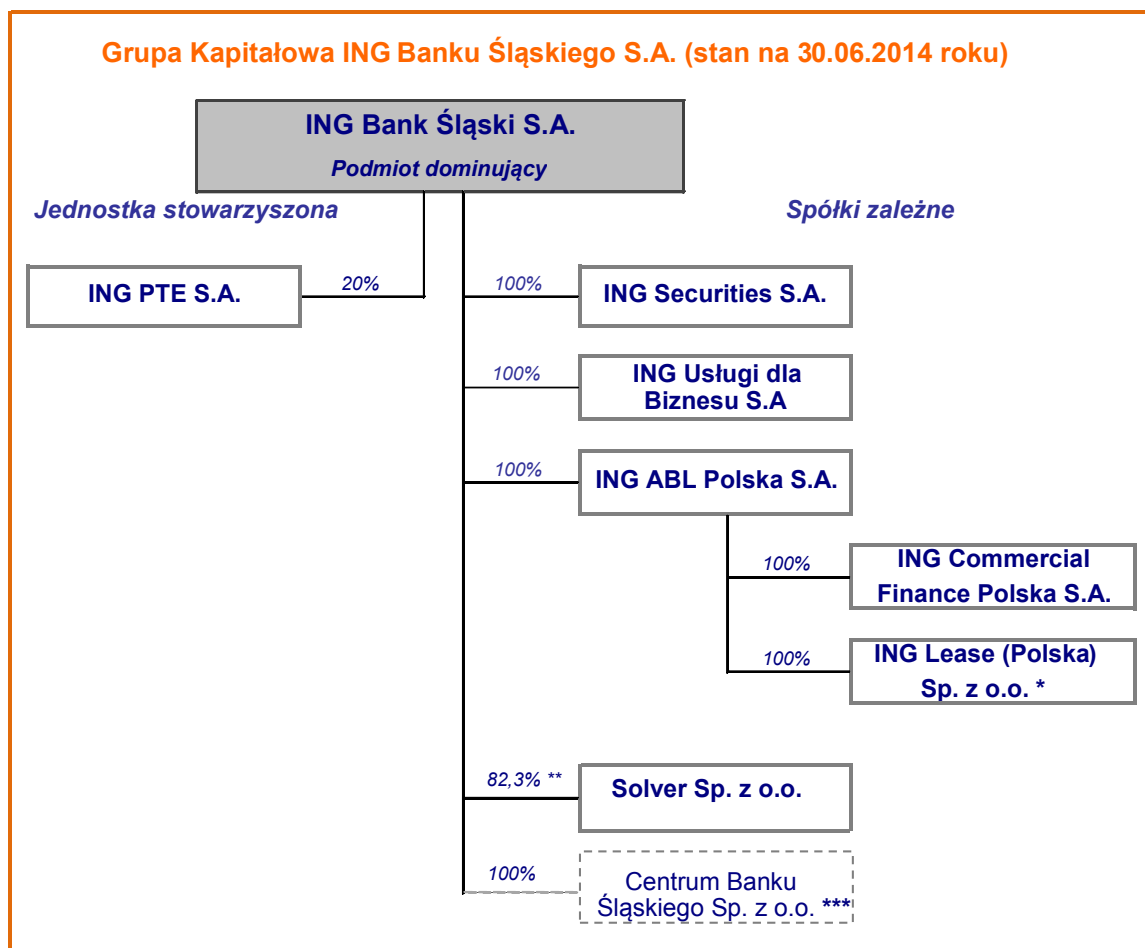 Grupa Kapitałowa ING Banku Śląskiego S.A. (stan na 30.06.2014 roku)
ING Bank Śląski S.A.
Podmiot dominujący
Jednostka stowarzyszona
Spółki zależne
ING PTE S.A.
20%
100%
ING Securities S.A.
100%
ING Usługi dla
Biznesu S.A
100%
ING ABL Polska S.A.
100%
ING Commercial
Finance Polska S.A.
100%
ING Lease (Polska)
Sp. z o.o. *
82,3% **
Solver Sp. z o.o.
100%
Centrum Banku
Śląskiego Sp. z o.o. ***